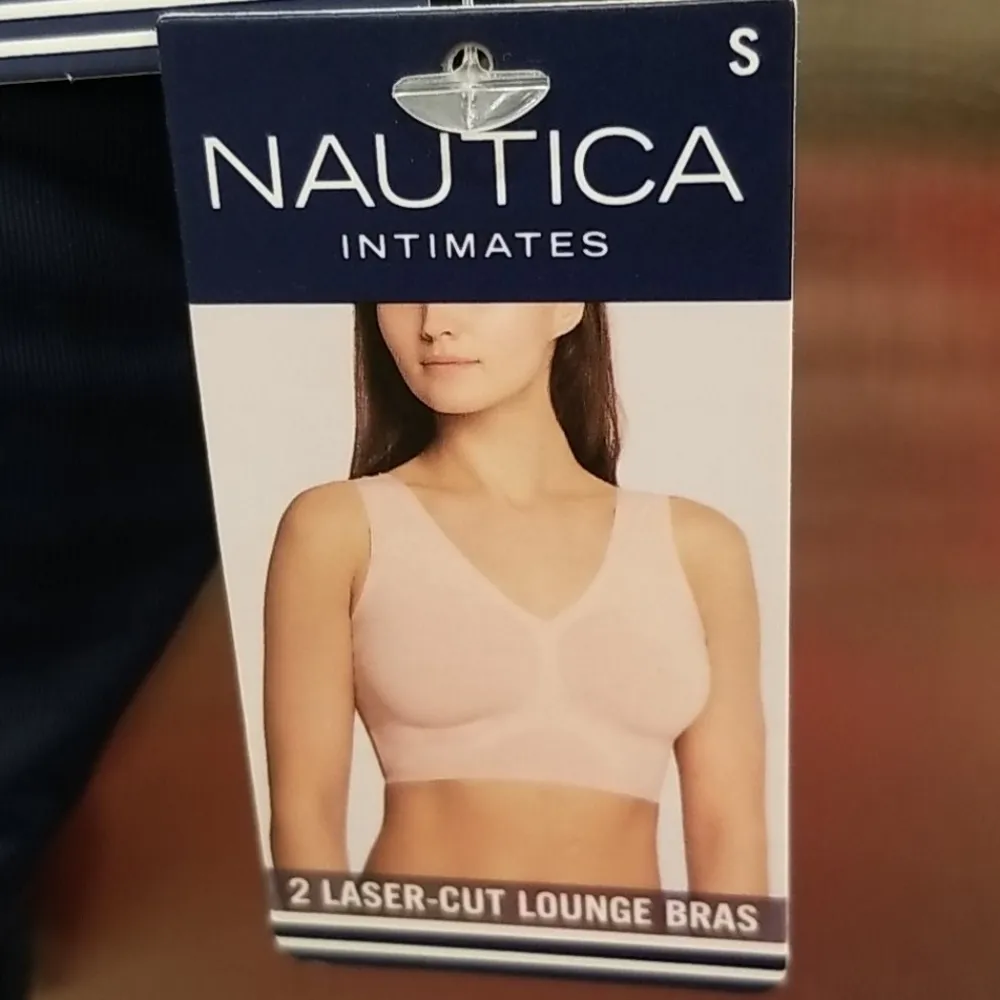 S
NAUTICA
INTIMATES
2 LASER-CUT LOUNGE BRAS